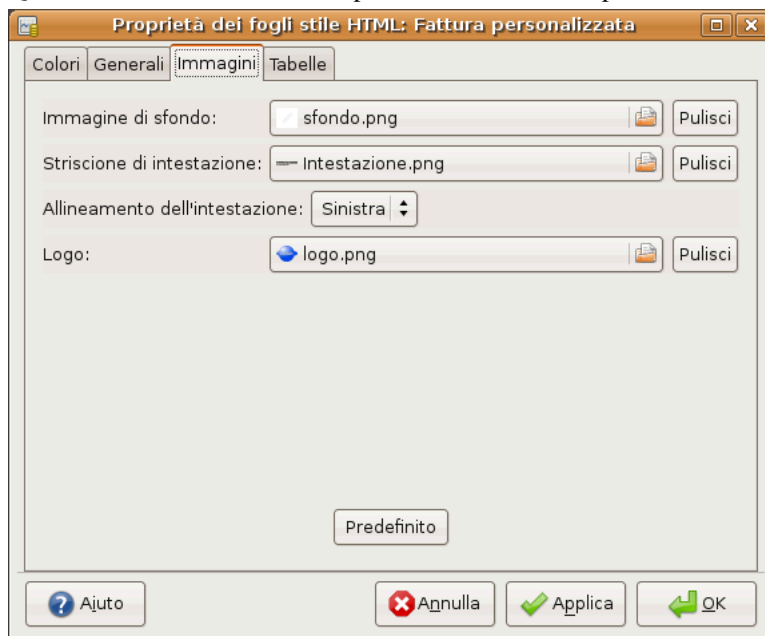 Proprietà dei fogli stile HTML: Fattura personalizzata
Colori Generali Immagini Tabelle
Immagine di sfondo: sfondo.png Pulisci
Striscione di intestazione: Intestazione.png Pulisci
Allineamento dell'intestazione: Sinistra
Logo: logo.png Pulisci
Predefinito
Aiuto Annulla Applica OK